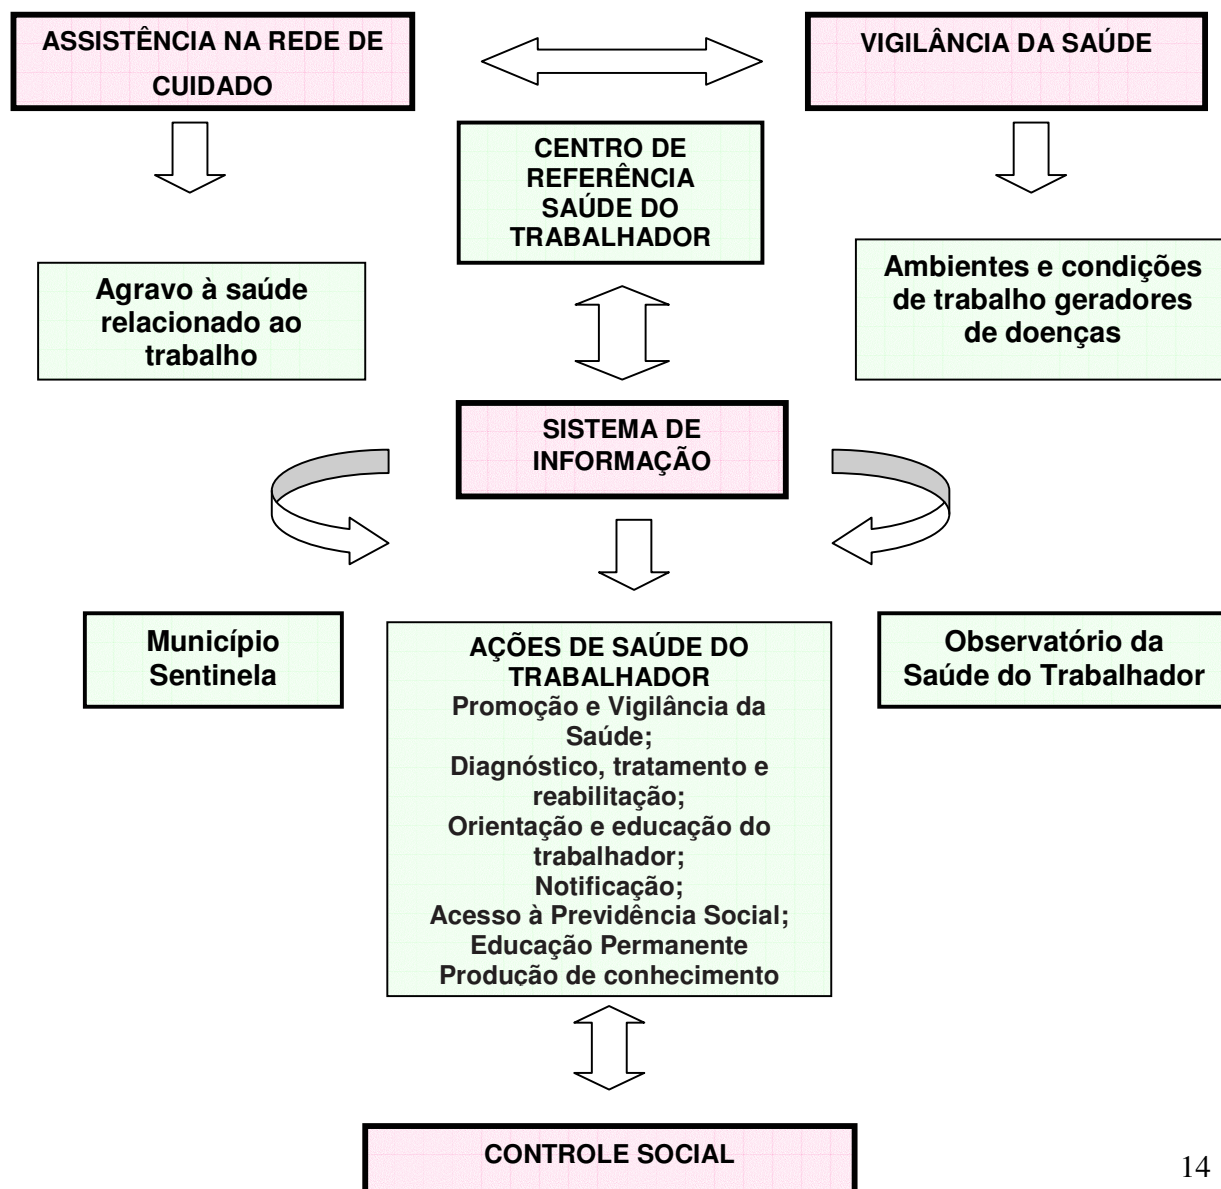 ASSISTÊNCIA NA REDE DE
CUIDADO
VIGILÂNCIA DA SAÚDE
CENTRO DE
REFERÊNCIA
SAÚDE DO
TRABALHADOR
Agravo à saúde
relacionado ao
trabalho
Ambientes e condições
de trabalho geradores
de doenças
SISTEMA DE
INFORMAÇÃO
Município
Sentinela
AÇÕES DE SAÚDE DO
TRABALHADOR
Promoção e Vigilância da
Saúde;
Diagnóstico, tratamento e
reabilitação;
Orientação e educação do
trabalhador;
Notificação;
Acesso à Previdência Social;
Educação Permanente
Produção de conhecimento
Observatório da
Saúde do Trabalhador
CONTROLE SOCIAL
14